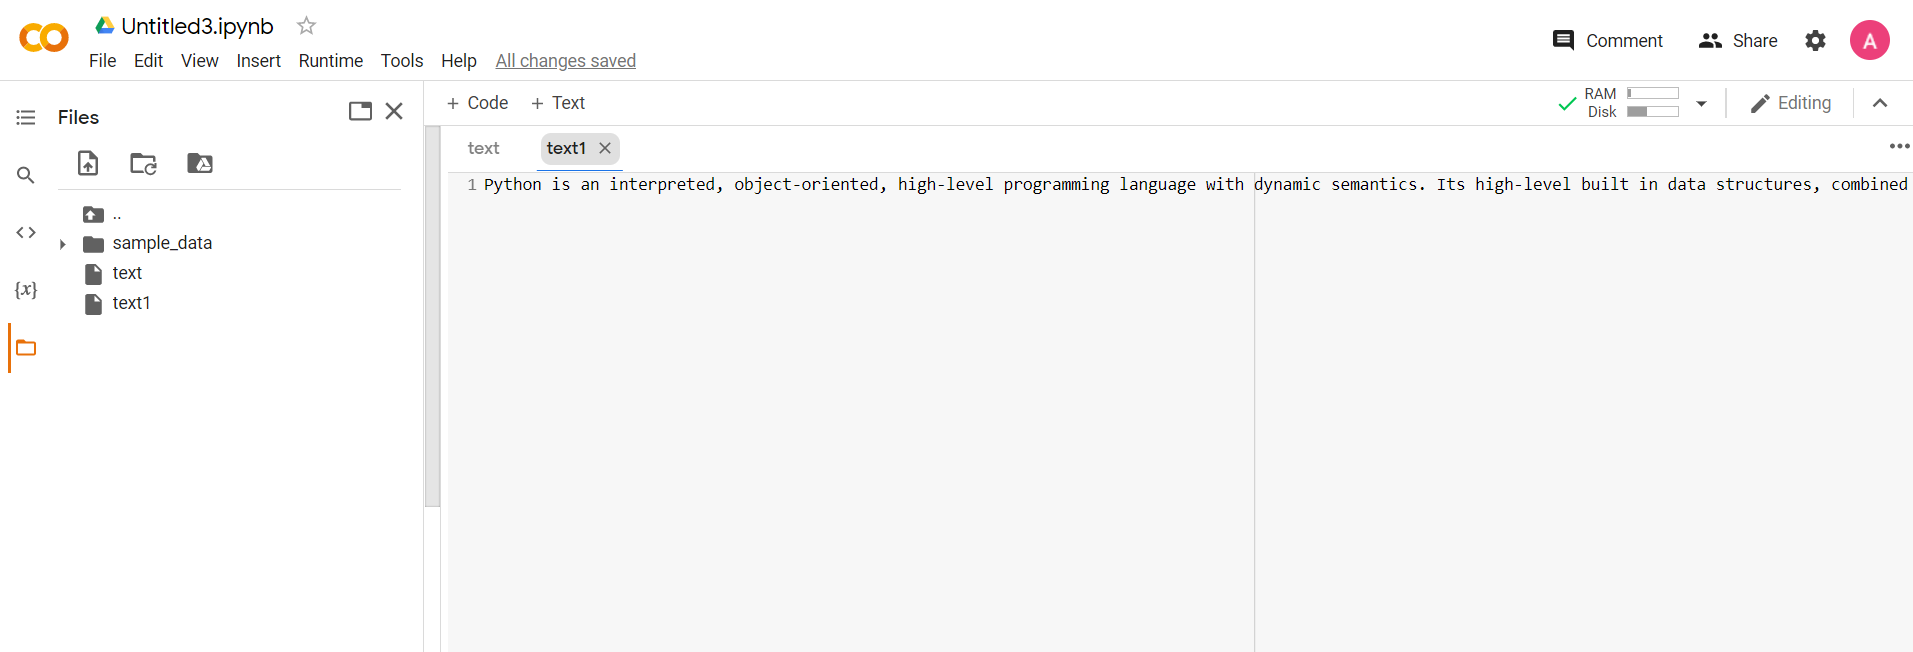 Untitled3.ipynb
File Edit View Insert Runtime Tools Help All changes saved
Comment Share A
Files
+ Code + Text
RAM
Disk
Editing
text text1
1 Python is an interpreted, object-oriented, high-level programming language with dynamic semantics. Its high-level built in data structures, combined
..
sample_data
text
text1
{x}